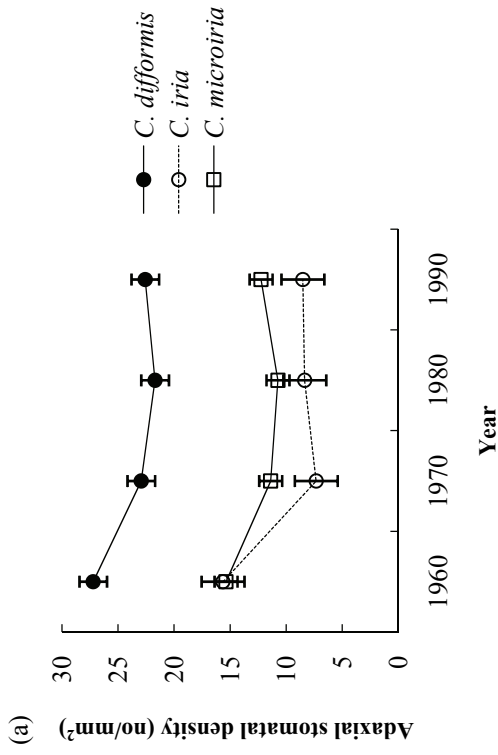 (a)
Adaxial stomatal density (no/mm²)
30
25
20
15
10
5
0
1960 1970 1980 1990
Year
C. difformis
C. iria
C. microiria